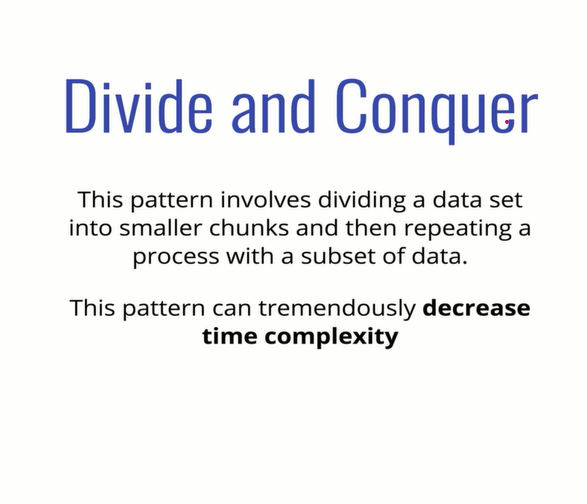 Divide and Conquer
This pattern involves dividing a data set
into smaller chunks and then repeating a
process with a subset of data.
This pattern can tremendously decrease
time complexity